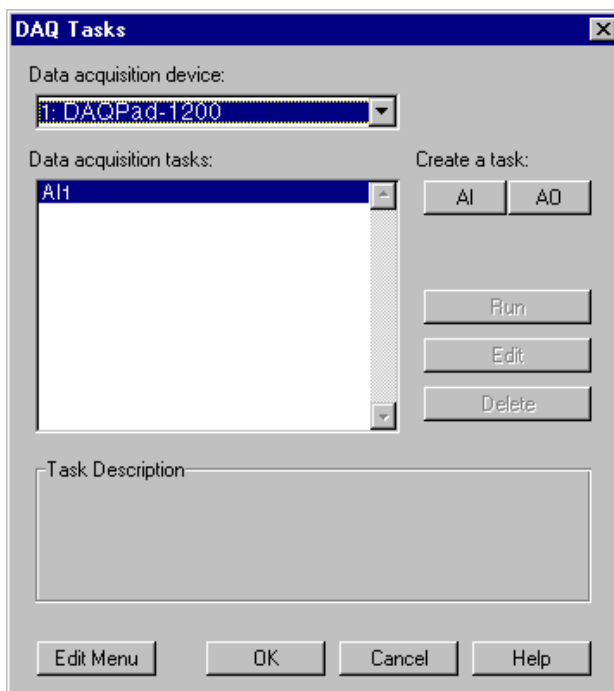 DAQ Tasks
Data acquisition device:
1: DAQPad-1200
Data acquisition tasks:
Create a task:
AI1
AI
AO
Run
Edit
Delete
Task Description
Edit Menu
OK
Cancel
Help